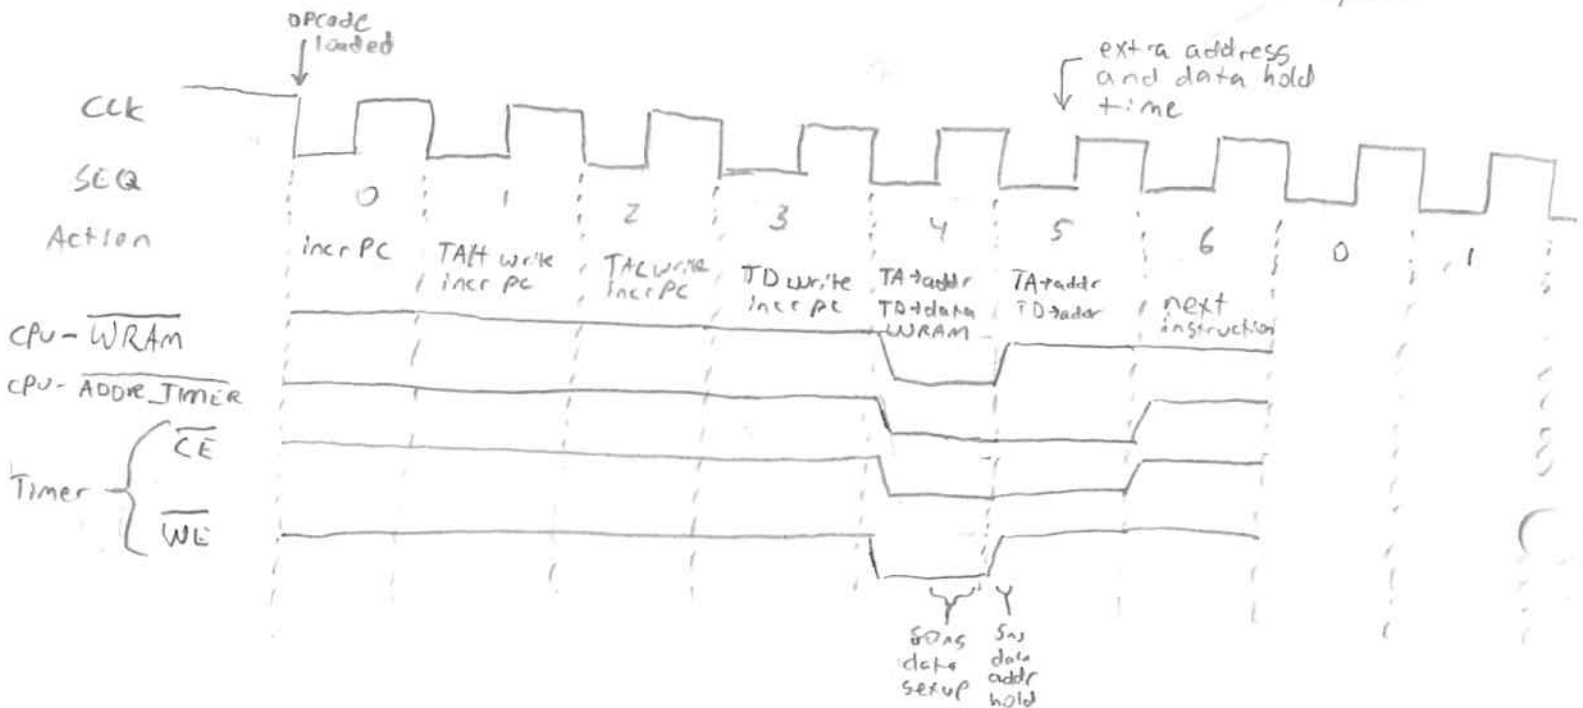 opcode
loaded
extra address
and data hold
time
CLK
SEQ
0 1 2 3 4 5 6 0 1
Action
incr PC
TAH write
incr PC
TAL write
incr PC
TD write
incr PC
TA→addr
TD→data
WRAM
TA→addr
TD→addr
next
instruction
CPU-WRAM
CPU-ADDR_TIMER
CE
Timer
WE
50ns
data
setup
5ns
data
addr
hold